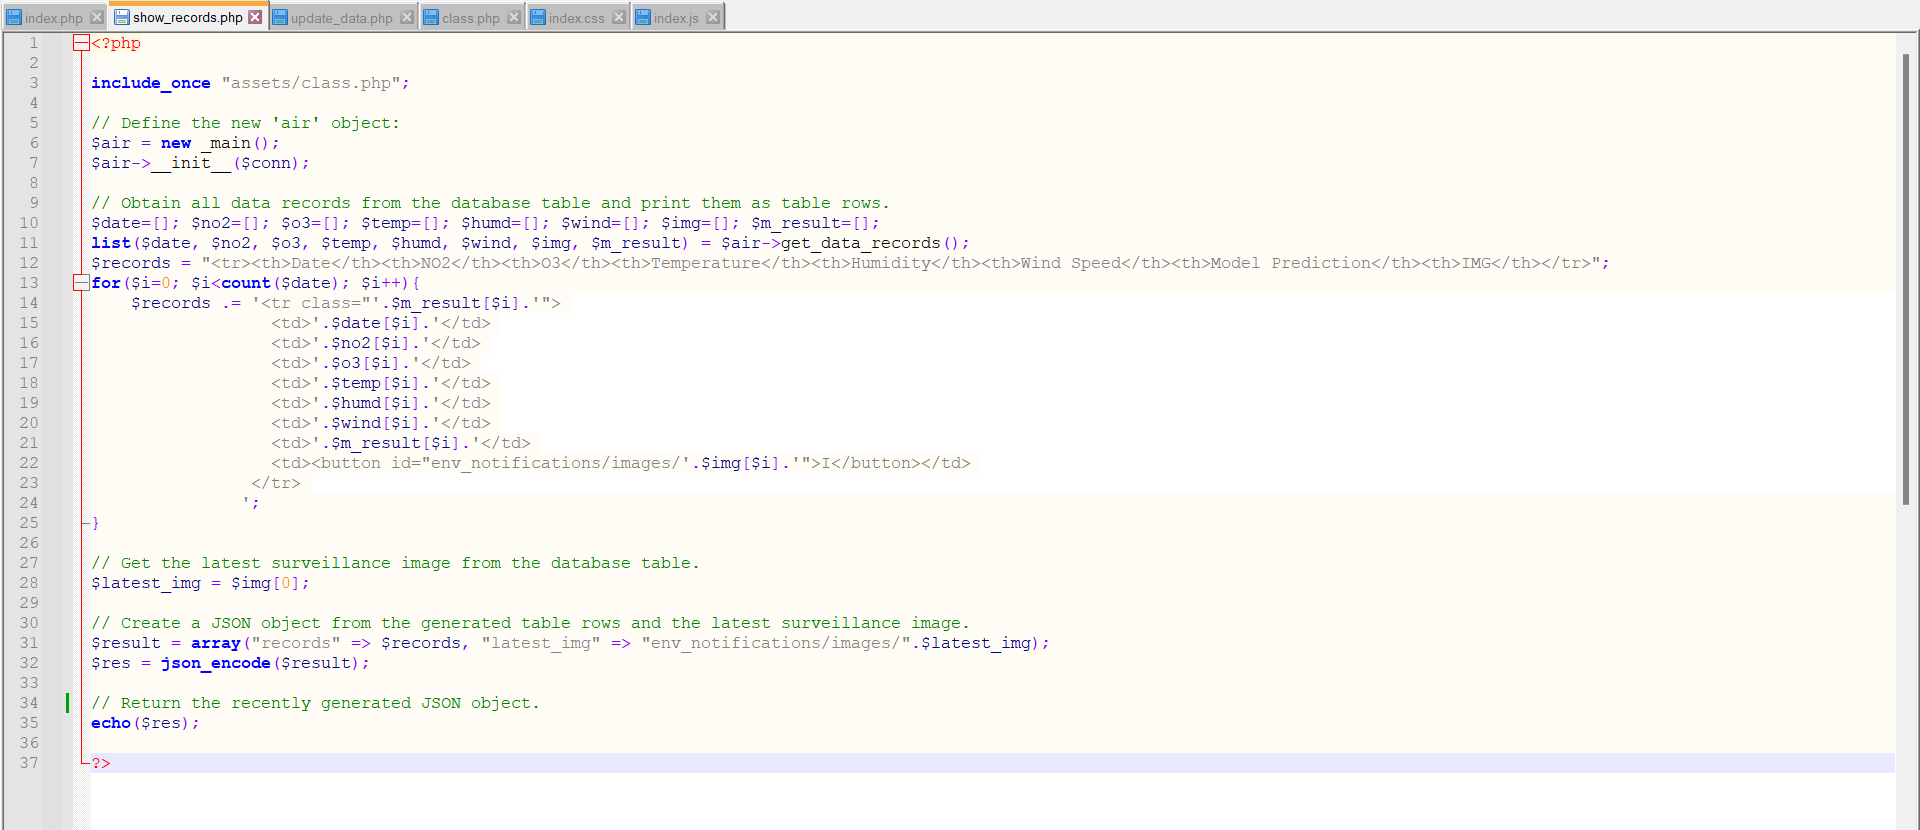 index.php show_records.php update_data.php class.php index.css index.js
1 <?php
2
3 include_once "assets/class.php";
4
5 // Define the new 'air' object:
6 $air = new _main();
7 $air->__init__($conn);
8
9 // Obtain all data records from the database table and print them as table rows.
10 $date=[]; $no2=[]; $o3=[]; $temp=[]; $humd=[]; $wind=[]; $img=[]; $m_result=[];
11 list($date, $no2, $o3, $temp, $humd, $wind, $img, $m_result) = $air->get_data_records();
12 $records = "<tr><th>Date</th><th>NO2</th><th>O3</th><th>Temperature</th><th>Humidity</th><th>Wind Speed</th><th>Model Prediction</th><th>IMG</th></tr>";
13 for($i=0; $i<count($date); $i++){
14     $records .= '<tr class="'.$m_result[$i].'">
15                   <td>'.$date[$i].'</td>
16                   <td>'.$no2[$i].'</td>
17                   <td>'.$o3[$i].'</td>
18                   <td>'.$temp[$i].'</td>
19                   <td>'.$humd[$i].'</td>
20                   <td>'.$wind[$i].'</td>
21                   <td>'.$m_result[$i].'</td>
22                   <td><button id="env_notifications/images/'.$img[$i].'">I</button></td>
23                 </tr>
24                ';
25 }
26
27 // Get the latest surveillance image from the database table.
28 $latest_img = $img[0];
29
30 // Create a JSON object from the generated table rows and the latest surveillance image.
31 $result = array("records" => $records, "latest_img" => "env_notifications/images/".$latest_img);
32 $res = json_encode($result);
33
34 // Return the recently generated JSON object.
35 echo($res);
36
37 ?>